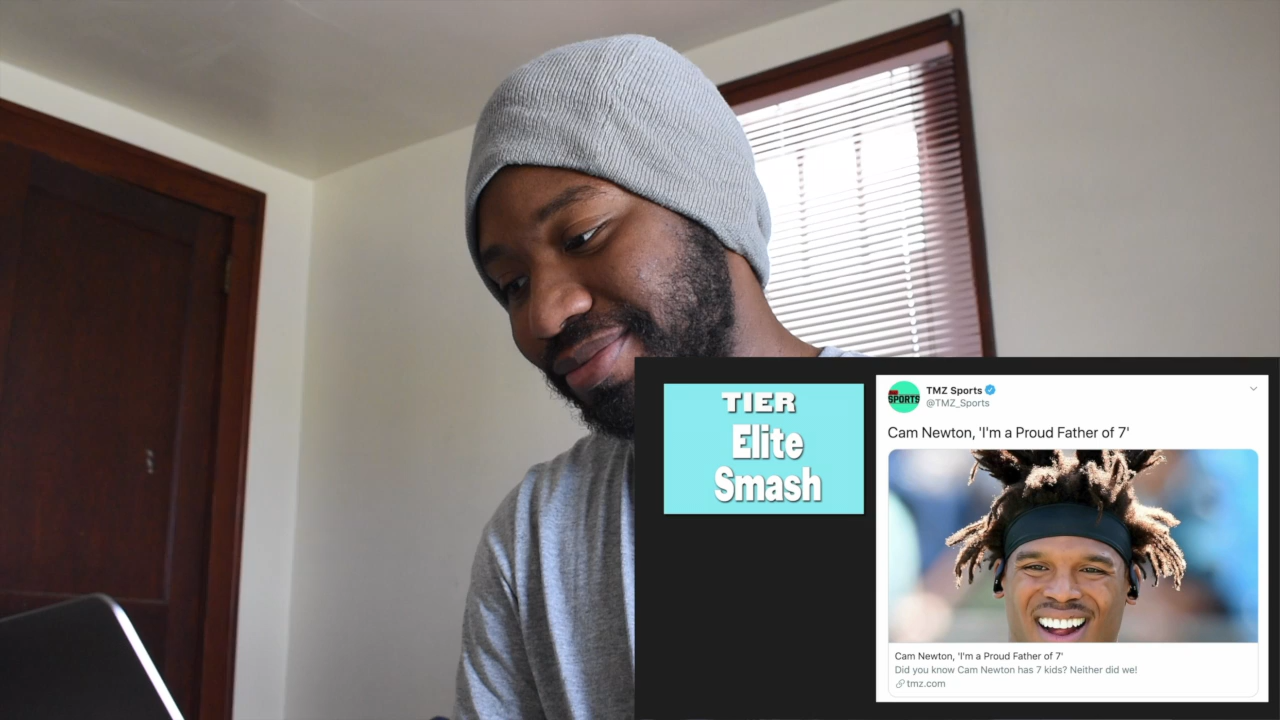 TIER
Elite
Smash
SPORTS
TMZ Sports
@TMZ_Sports
Cam Newton, 'I'm a Proud Father of 7'
Cam Newton, 'I'm a Proud Father of 7'
Did you know Cam Newton has 7 kids? Neither did we!
tmz.com